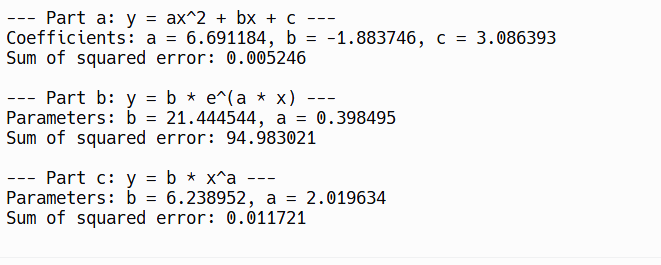 --- Part a: y = ax^2 + bx + c ---
Coefficients: a = 6.691184, b = -1.883746, c = 3.086393
Sum of squared error: 0.005246
--- Part b: y = b * e^(a * x) ---
Parameters: b = 21.444544, a = 0.398495
Sum of squared error: 94.983021
--- Part c: y = b * x^a ---
Parameters: b = 6.238952, a = 2.019634
Sum of squared error: 0.011721